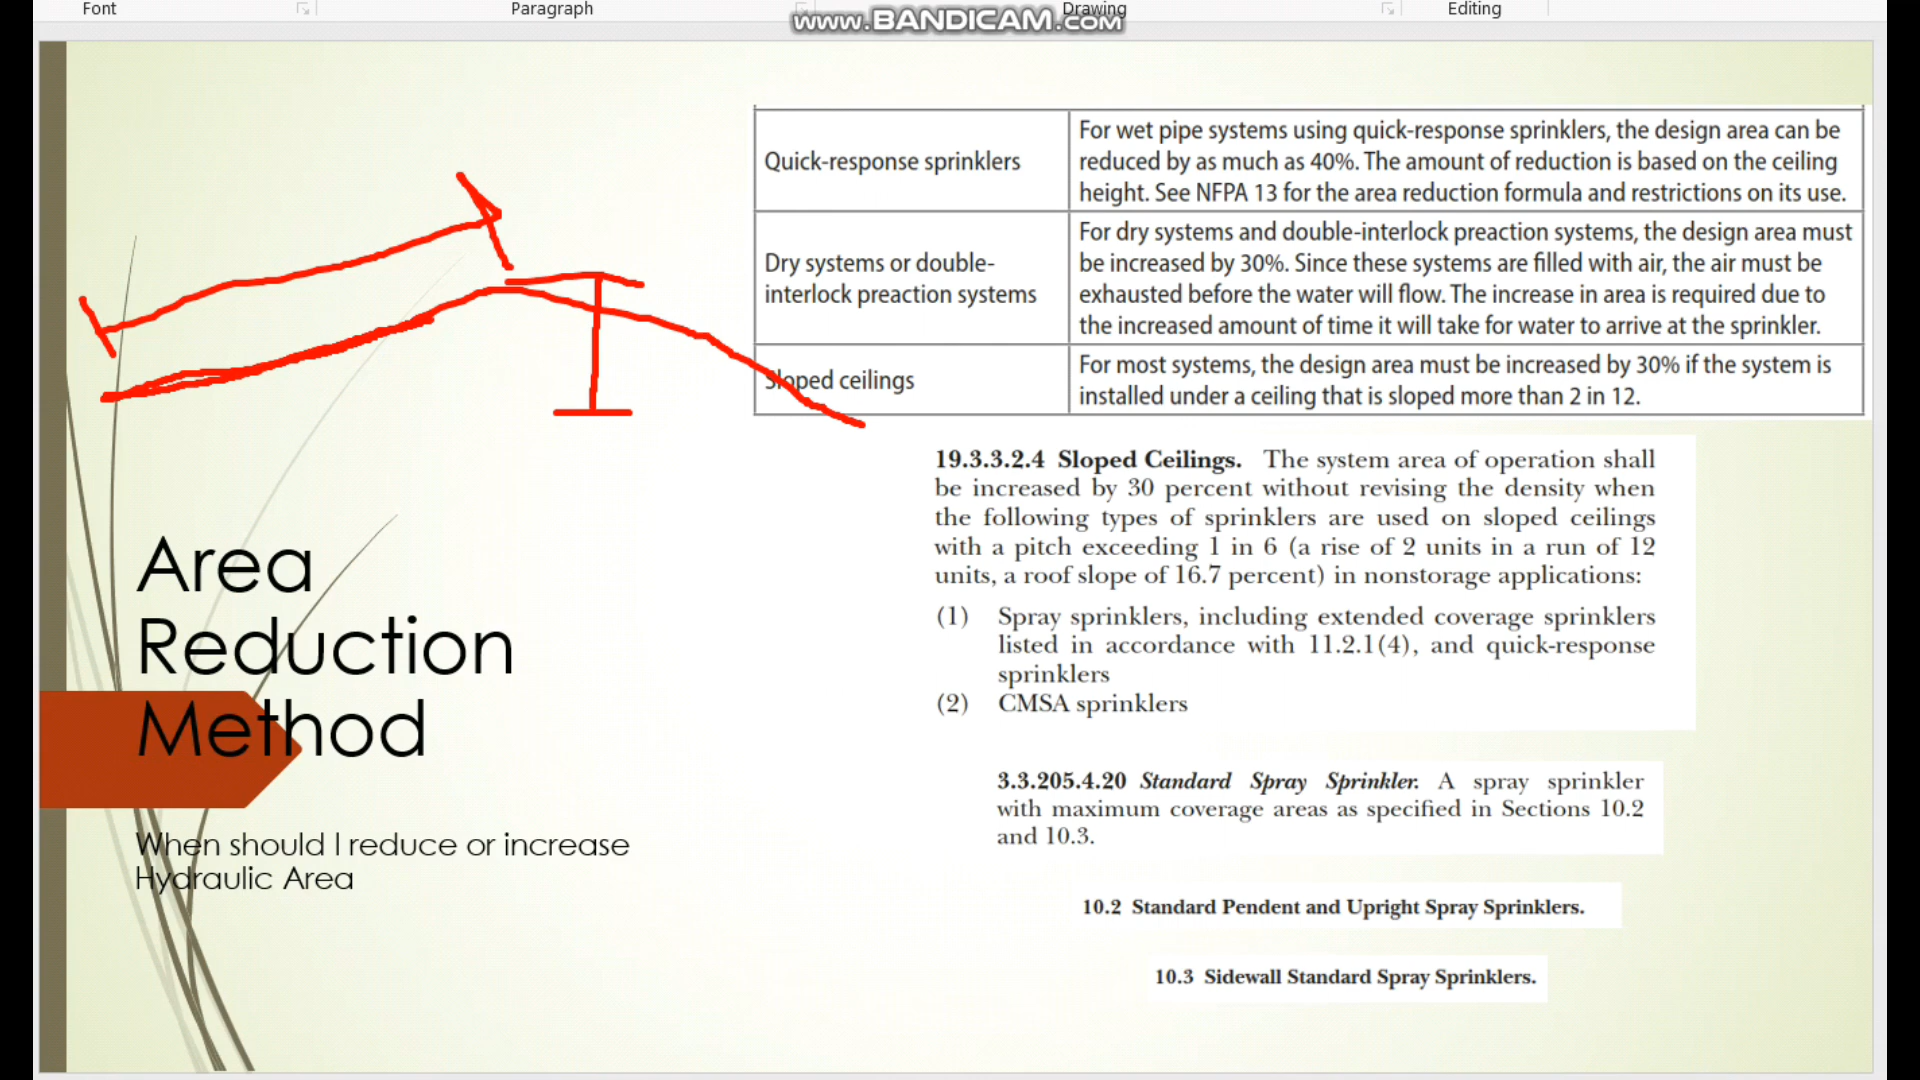 Font
Paragraph
Drawing
Editing
www.BANDICAM.com
Quick-response sprinklers
For wet pipe systems using quick-response sprinklers, the design area can be
reduced by as much as 40%. The amount of reduction is based on the ceiling
height. See NFPA 13 for the area reduction formula and restrictions on its use.
Dry systems or double-
interlock preaction systems
For dry systems and double-interlock preaction systems, the design area must
be increased by 30%. Since these systems are filled with air, the air must be
exhausted before the water will flow. The increase in area is required due to
the increased amount of time it will take for water to arrive at the sprinkler.
Sloped ceilings
For most systems, the design area must be increased by 30% if the system is
installed under a ceiling that is sloped more than 2 in 12.
19.3.3.2.4 Sloped Ceilings. The system area of operation shall
be increased by 30 percent without revising the density when
the following types of sprinklers are used on sloped ceilings
with a pitch exceeding 1 in 6 (a rise of 2 units in a run of 12
units, a roof slope of 16.7 percent) in nonstorage applications:
(1) Spray sprinklers, including extended coverage sprinklers
listed in accordance with 11.2.1(4), and quick-response
sprinklers
(2) CMSA sprinklers
3.3.205.4.20 Standard Spray Sprinkler. A spray sprinkler
with maximum coverage areas as specified in Sections 10.2
and 10.3.
10.2 Standard Pendent and Upright Spray Sprinklers.
10.3 Sidewall Standard Spray Sprinklers.
Area
Reduction
Method
When should I reduce or increase
Hydraulic Area